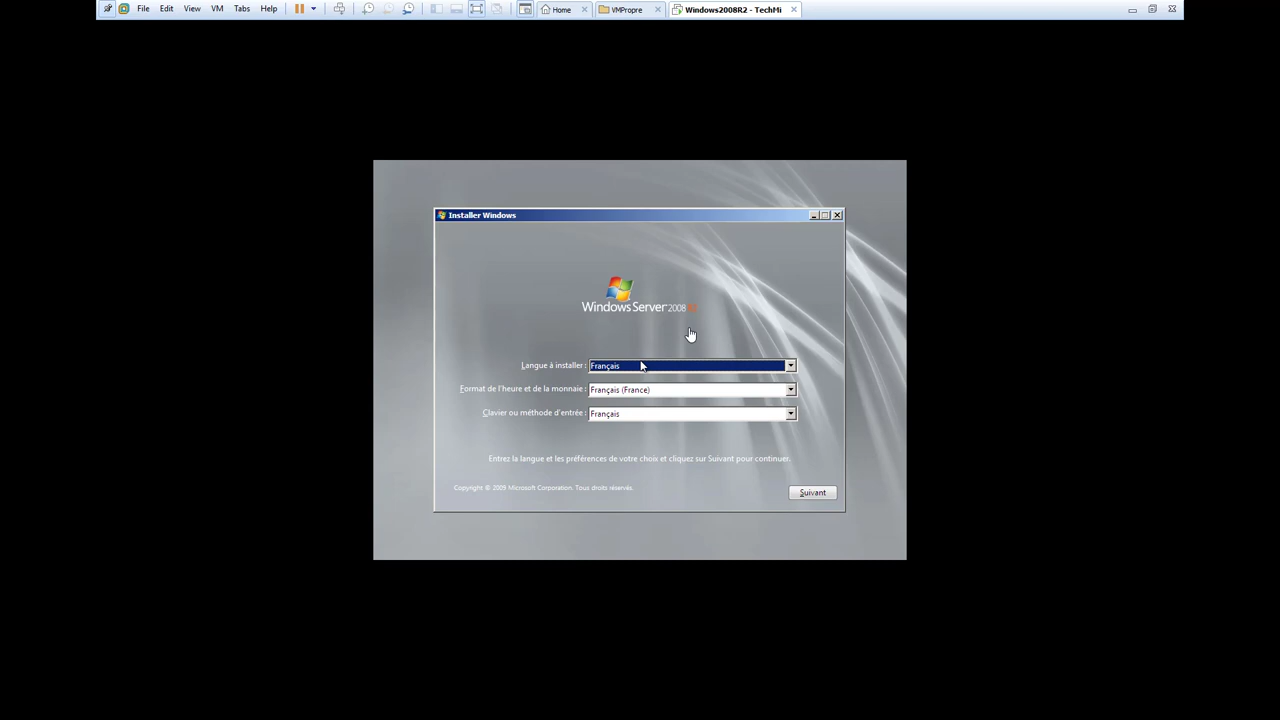 File Edit View VM Tabs Help Home VMPropre Windows2008R2 - TechMi
Installer Windows
Windows Server 2008 R2
Langue à installer : Français
Format de l'heure et de la monnaie : Français (France)
Clavier ou méthode d'entrée : Français
Entrez la langue et les préférences de votre choix et cliquez sur Suivant pour continuer.
Copyright © 2009 Microsoft Corporation. Tous droits réservés.
Suivant